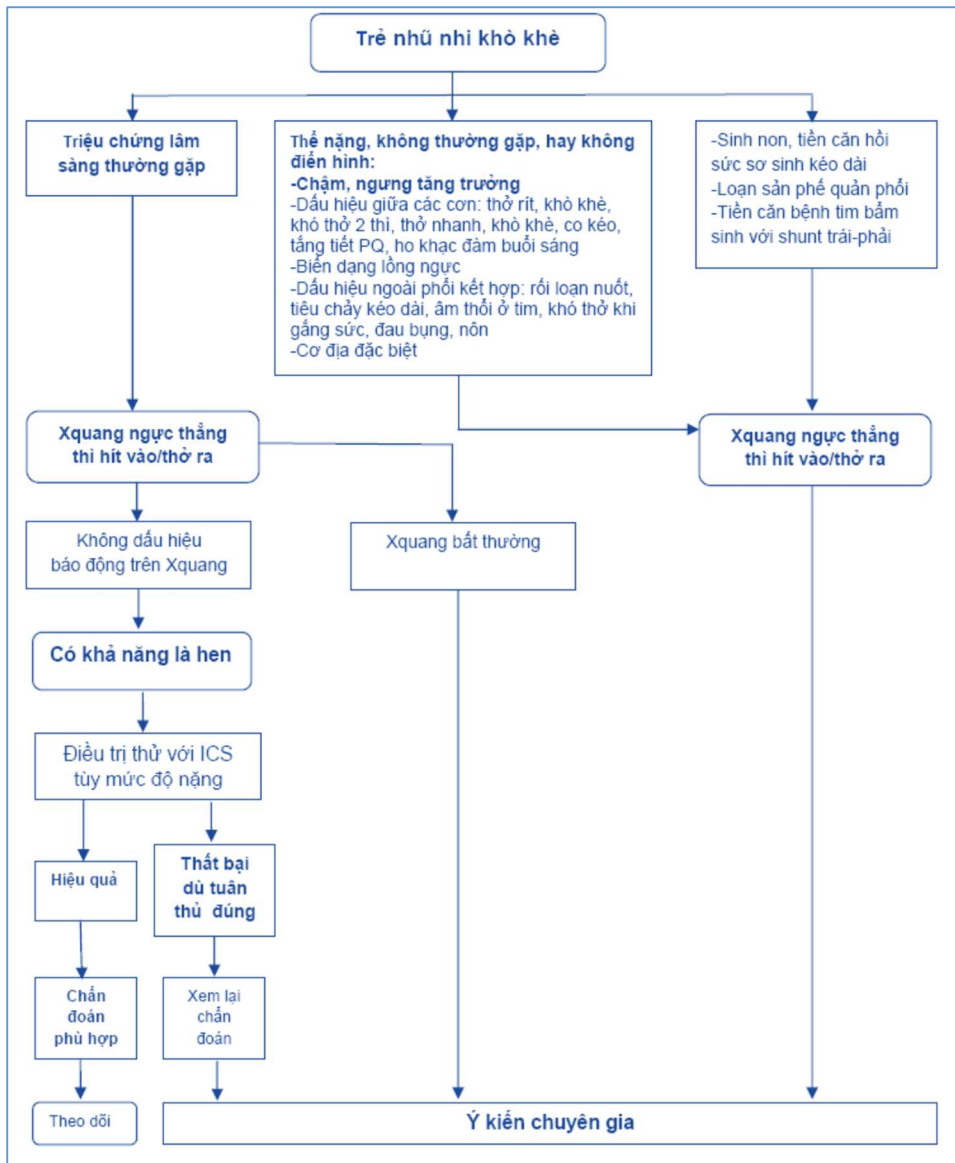 Trẻ nhũ nhi khò khè
Triệu chứng lâm
sàng thường gặp
Thể nặng, không thường gặp, hay không
điển hình:
-Chậm, ngưng tăng trưởng
-Dấu hiệu giữa các cơn: thở rít, khò khè,
khó thở 2 thì, thở nhanh, khò khè, co kéo,
tăng tiết PQ, ho khạc đàm buổi sáng
-Biến dạng lồng ngực
-Dấu hiệu ngoài phổi kết hợp: rối loạn nuốt,
tiêu chảy kéo dài, âm thổi ở tim, khó thở khi
gắng sức, đau bụng, nôn
-Cơ địa đặc biệt
-Sinh non, tiền căn hồi
sức sơ sinh kéo dài
-Loạn sản phế quản phổi
-Tiền căn bệnh tim bẩm
sinh với shunt trái-phải
Xquang ngực thẳng
thì hít vào/thở ra
Xquang ngực thẳng
thì hít vào/thở ra
Không dấu hiệu
báo động trên Xquang
Xquang bất thường
Có khả năng là hen
Điều trị thử với ICS
tùy mức độ nặng
Hiệu quả
Thất bại
dù tuân
thủ đúng
Chẩn
đoán
phù hợp
Xem lại
chẩn
đoán
Theo dõi
Ý kiến chuyên gia